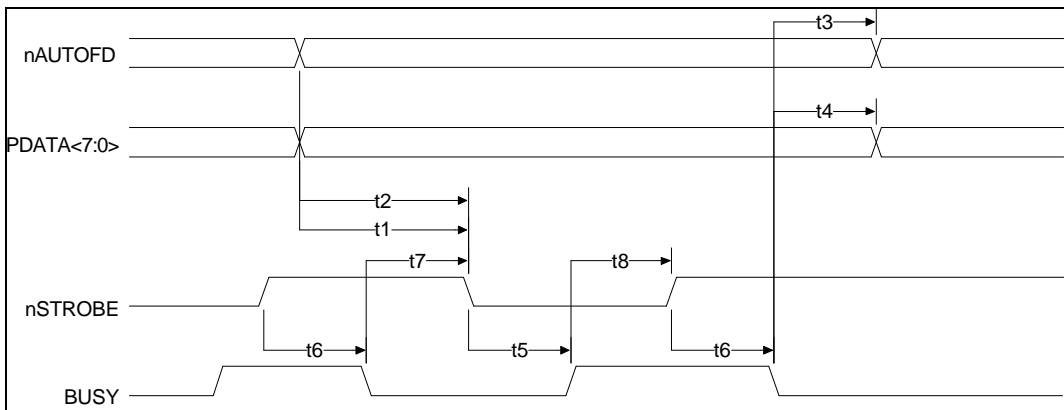 t3
nAUTOFD
t4
PDATA<7:0>
t2
t1
t7
t8
nSTROBE
t6
t5
t6
BUSY